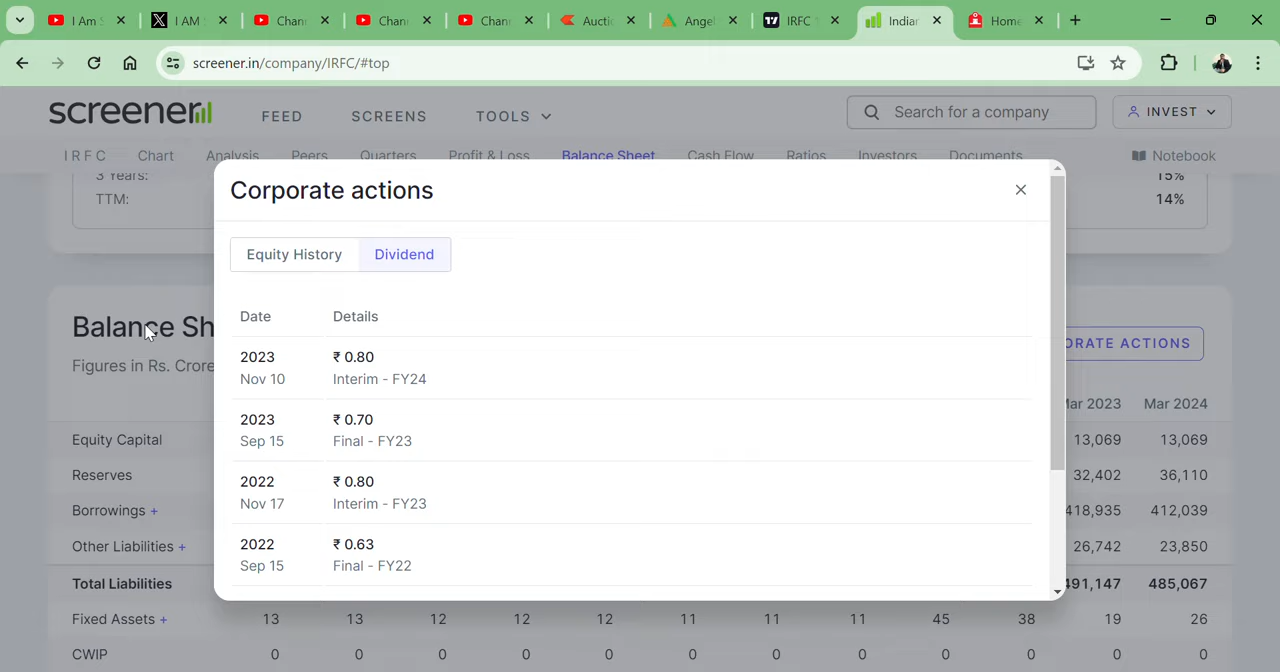 I Am
I AM
Chan
Chan
Chan
Auctic
Angel
IRFC
Indian
Home
screener.in/company/IRFC/#top
screener
FEED
SCREENS
TOOLS
Search for a company
INVEST
I R F C
Chart
Analysis
Peers
Quarters
Profit & Loss
Balance Sheet
Cash Flow
Ratios
Investors
Documents
Notebook
3 Years:
15%
TTM:
14%
Corporate actions
Equity History
Dividend
Date Details
2023 ₹ 0.80
Nov 10 Interim - FY24
2023 ₹ 0.70
Sep 15 Final - FY23
2022 ₹ 0.80
Nov 17 Interim - FY23
2022 ₹ 0.63
Sep 15 Final - FY22
Balance Sh
ORATE ACTIONS
Figures in Rs. Crore
Mar 2023 Mar 2024
Equity Capital 13,069 13,069
Reserves 32,402 36,110
Borrowings + 418,935 412,039
Other Liabilities + 26,742 23,850
Total Liabilities 491,147 485,067
Fixed Assets + 13 13 12 12 12 11 11 11 45 38 19 26
CWIP 0 0 0 0 0 0 0 0 0 0 0 0